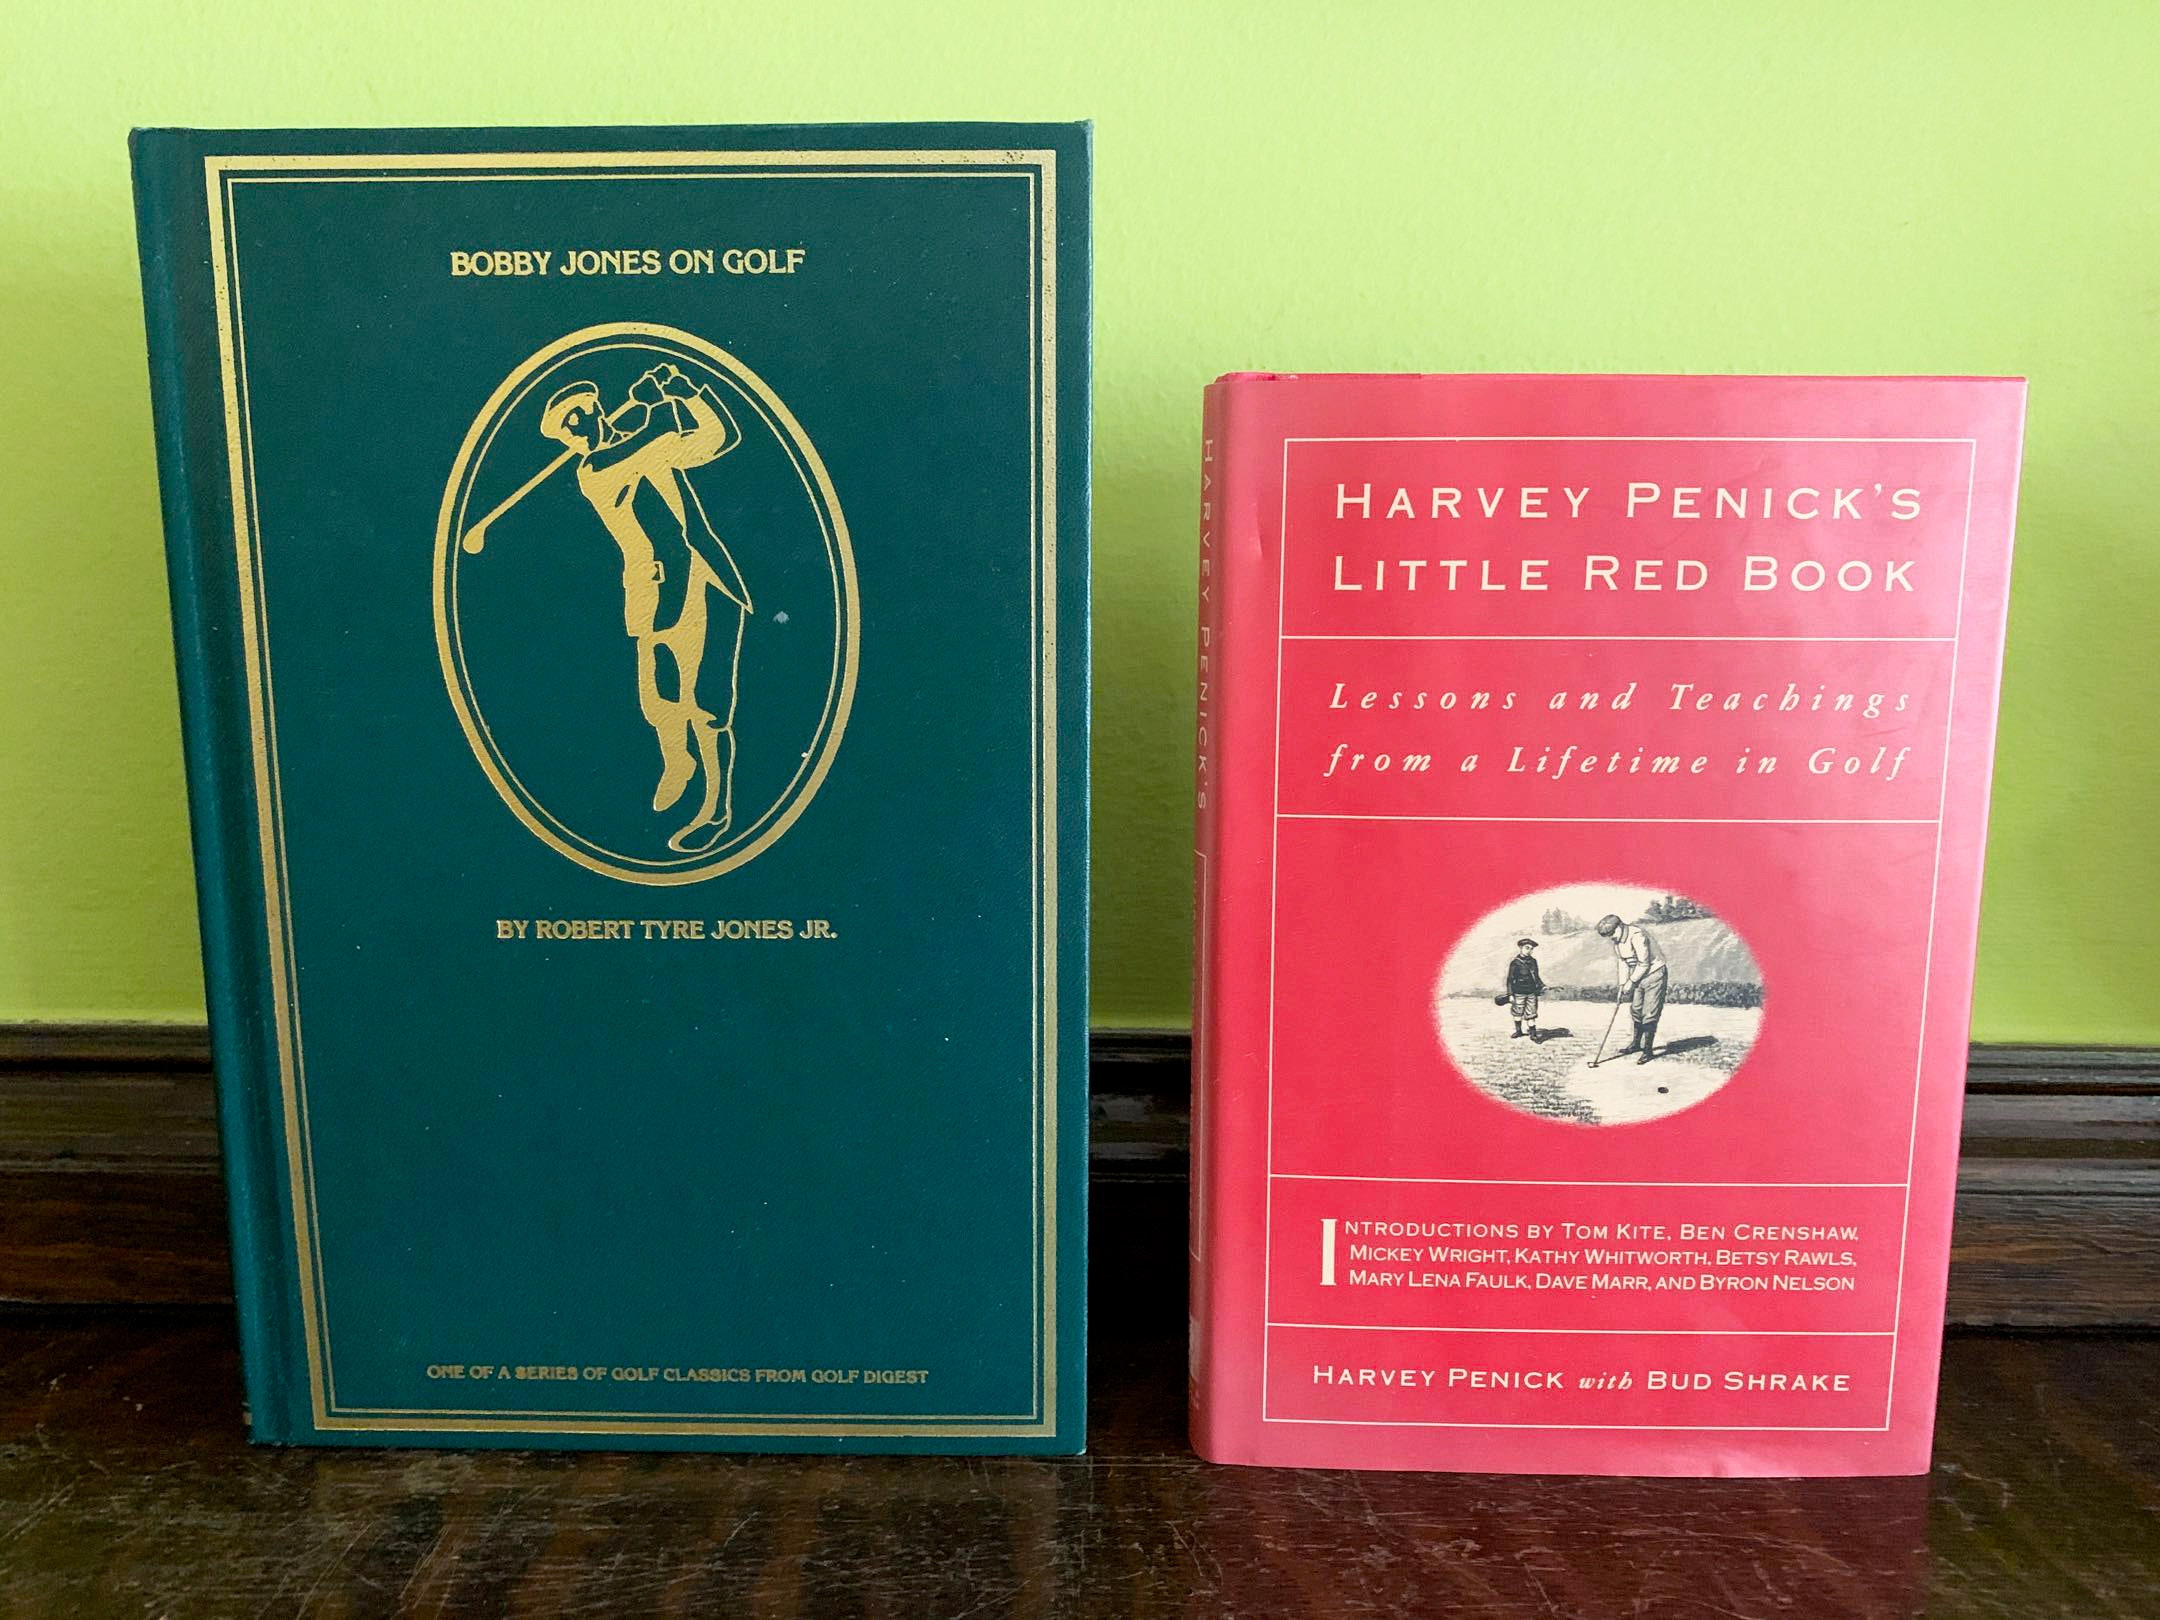 BOBBY JONES ON GOLF
BY ROBERT TYRE JONES JR.
ONE OF A SERIES OF GOLF CLASSICS FROM GOLF DIGEST
HARVEY PENICK'S
HARVEY PENICK'S
LITTLE RED BOOK
Lessons and Teachings
from a Lifetime in Golf
INTRODUCTIONS BY TOM KITE, BEN CRENSHAW,
MICKEY WRIGHT, KATHY WHITWORTH, BETSY RAWLS,
MARY LENA FAULK, DAVE MARR, AND BYRON NELSON
HARVEY PENICK with BUD SHRAKE